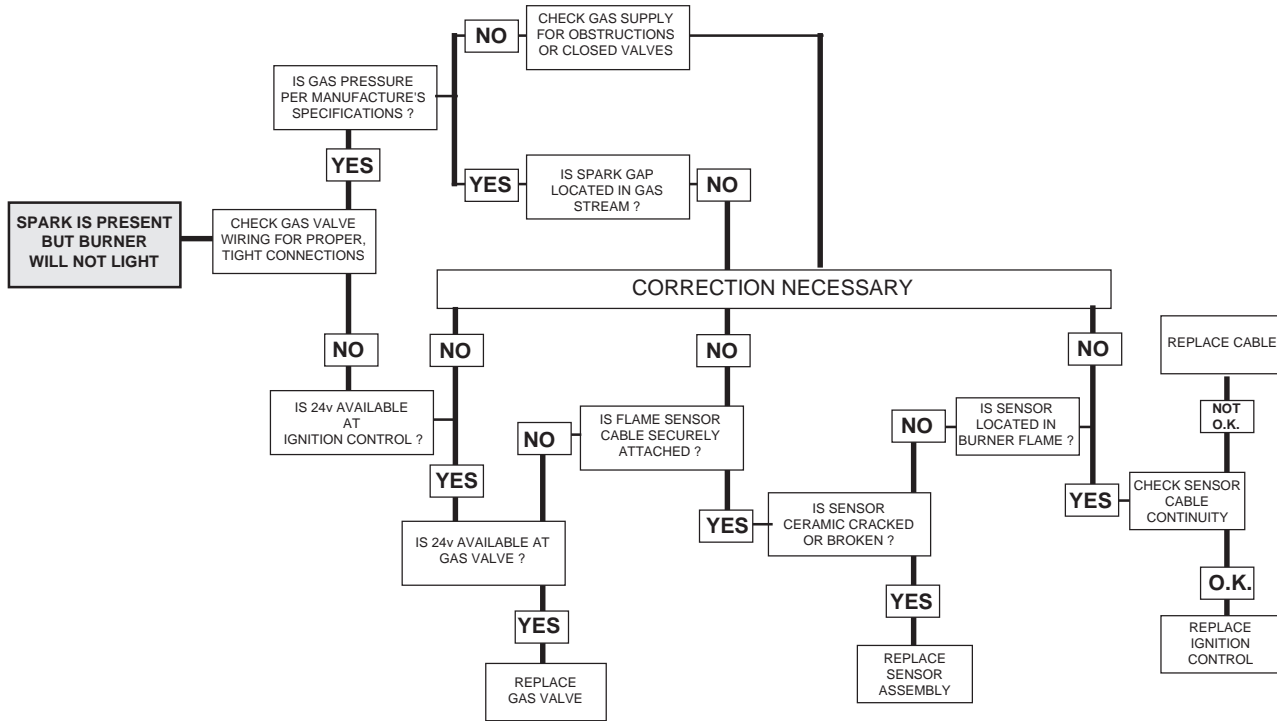 NO
CHECK GAS SUPPLY
FOR OBSTRUCTIONS
OR CLOSED VALVES
IS GAS PRESSURE
PER MANUFACTURE'S
SPECIFICATIONS ?
YES
YES
IS SPARK GAP
LOCATED IN GAS
STREAM ?
NO
SPARK IS PRESENT
BUT BURNER
WILL NOT LIGHT
CHECK GAS VALVE
WIRING FOR PROPER,
TIGHT CONNECTIONS
CORRECTION NECESSARY
NO
NO
NO
NO
REPLACE CABLE
IS 24v AVAILABLE
AT
IGNITION CONTROL ?
NO
IS FLAME SENSOR
CABLE SECURELY
ATTACHED ?
NO
IS SENSOR
LOCATED IN
BURNER FLAME ?
NOT
O.K.
YES
YES
CHECK SENSOR
CABLE
CONTINUITY
IS 24v AVAILABLE AT
GAS VALVE ?
YES
IS SENSOR
CERAMIC CRACKED
OR BROKEN ?
O.K.
YES
YES
REPLACE
GAS VALVE
REPLACE
SENSOR
ASSEMBLY
REPLACE
IGNITION
CONTROL